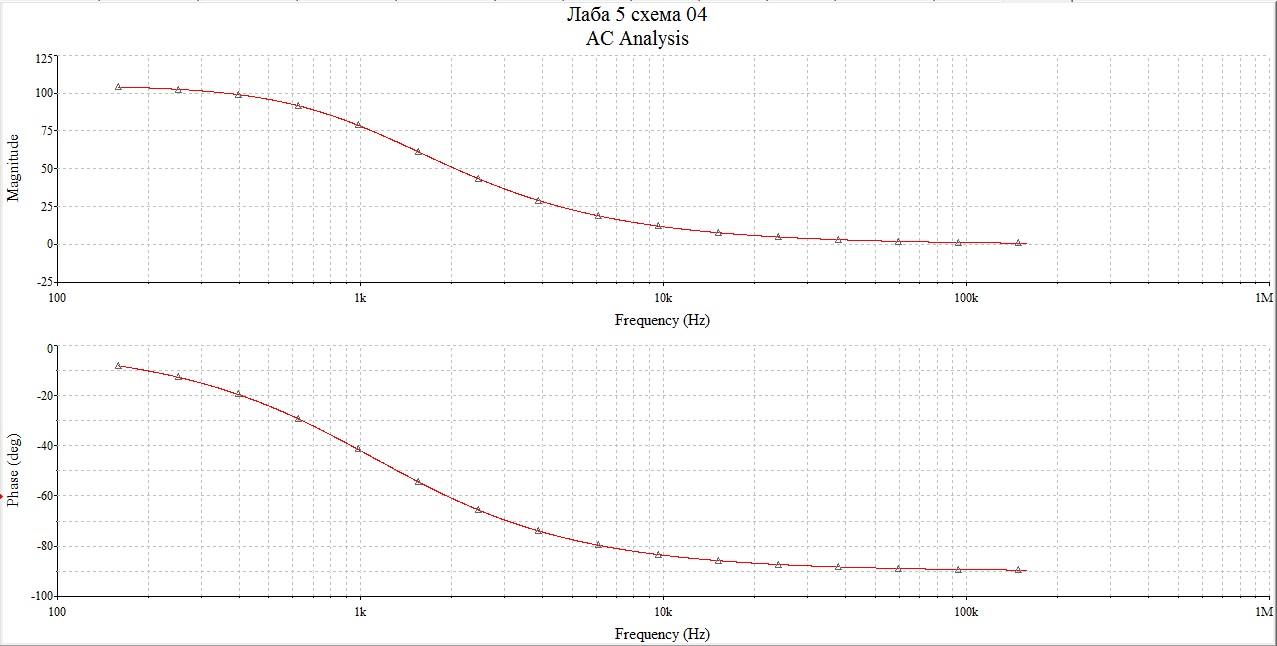 Лаба 5 схема 04
AC Analysis
125
100
75
50
25
0
-25
Magnitude
100 1k 10k 100k 1M
Frequency (Hz)
0
-20
-40
-60
-80
-100
Phase (deg)
100 1k 10k 100k 1M
Frequency (Hz)